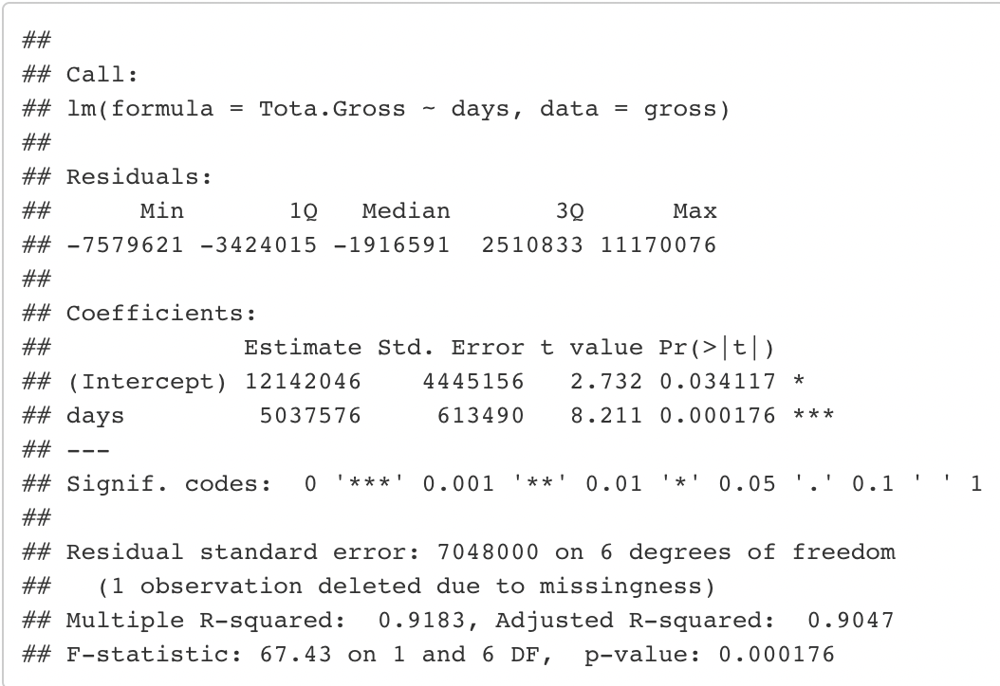 ##
## Call:
## lm(formula = Tota.Gross ~ days, data = gross)
##
## Residuals:
##      Min       1Q   Median       3Q      Max
## -7579621 -3424015 -1916591  2510833 11170076
##
## Coefficients:
##             Estimate Std. Error t value Pr(>|t|)
## (Intercept) 12142046    4445156   2.732 0.034117 *
## days         5037576     613490   8.211 0.000176 ***
## ---
## Signif. codes:  0 '***' 0.001 '**' 0.01 '*' 0.05 '.' 0.1 ' ' 1
##
## Residual standard error: 7048000 on 6 degrees of freedom
##   (1 observation deleted due to missingness)
## Multiple R-squared:  0.9183, Adjusted R-squared:  0.9047
## F-statistic: 67.43 on 1 and 6 DF,  p-value: 0.000176